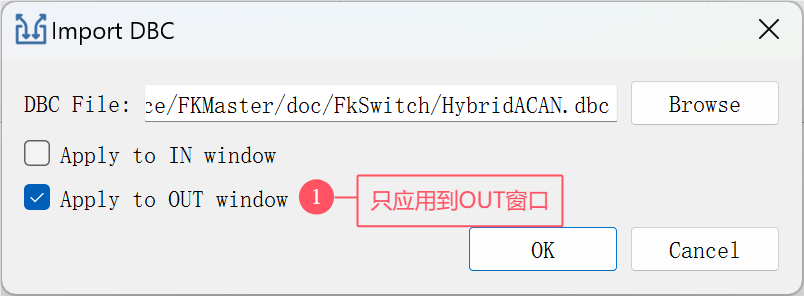 Import DBC
DBC File: ce/FKMaster/doc/FkSwitch/HybridACAN.dbc Browse
Apply to IN window
Apply to OUT window 1 只应用到OUT窗口
OK Cancel